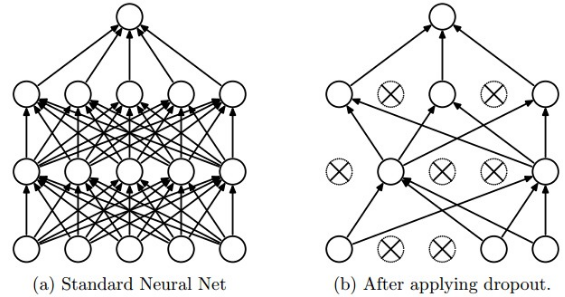 (a) Standard Neural Net
(b) After applying dropout.